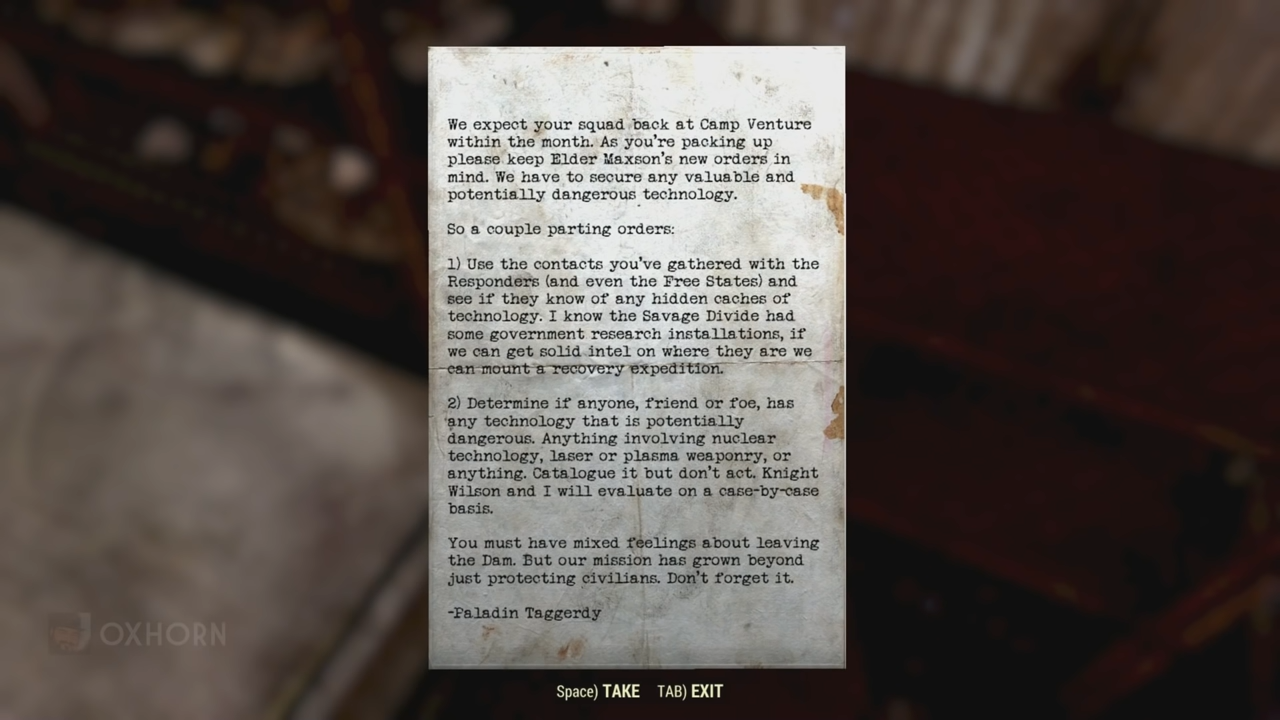 We expect your squad back at Camp Venture
within the month. As you're packing up
please keep Elder Maxson's new orders in
mind. We have to secure any valuable and
potentially dangerous technology.
So a couple parting orders:
1) Use the contacts you've gathered with the
Responders (and even the Free States) and
see if they know of any hidden caches of
technology. I know the Savage Divide had
some government research installations, if
we can get solid intel on where they are we
can mount a recovery expedition.
2) Determine if anyone, friend or foe, has
any technology that is potentially
dangerous. Anything involving nuclear
technology, laser or plasma weaponry, or
anything. Catalogue it but don't act. Knight
Wilson and I will evaluate on a case-by-case
basis.
You must have mixed feelings about leaving
the Dam. But our mission has grown beyond
just protecting civilians. Don't forget it.
-Paladin Taggerdy
OXHORN
Space) TAKE TAB) EXIT